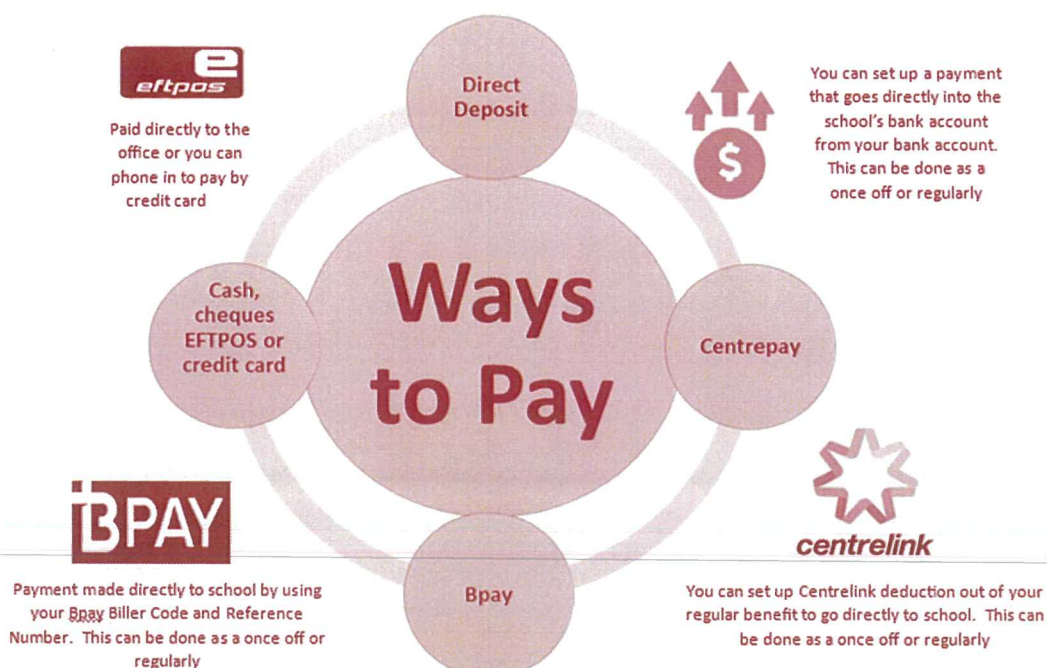 e
eftpos
Paid directly to the
office or you can
phone in to pay by
credit card
Direct
Deposit
$
You can set up a payment
that goes directly into the
school's bank account
from your bank account.
This can be done as a
once off or regularly
Cash,
cheques
EFTPOS or
credit card
Ways
to Pay
Centrepay
BPAY
Payment made directly to school by using
your Bpay Biller Code and Reference
Number.  This can be done as a once off or
regularly
Bpay
centrelink
You can set up Centrelink deduction out of your
regular benefit to go directly to school.  This can
be done as a once off or regularly